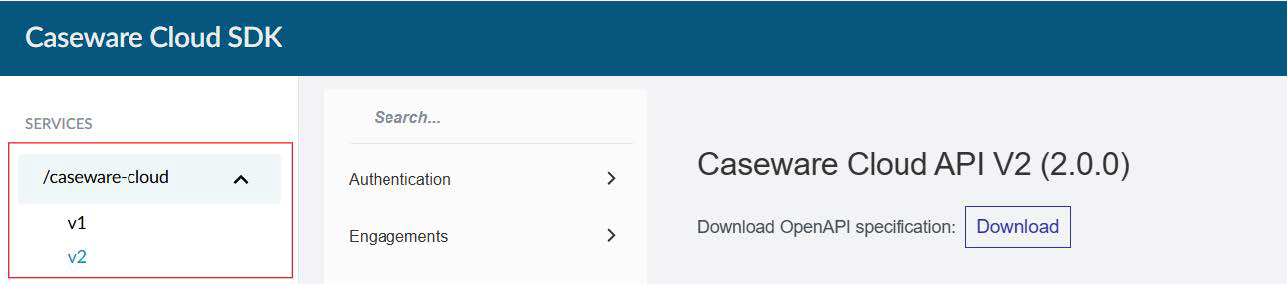 Caseware Cloud SDK
SERVICES
/caseware-cloud
v1
v2
Search...
Authentication
Engagements
Caseware Cloud API V2 (2.0.0)
Download OpenAPI specification: Download